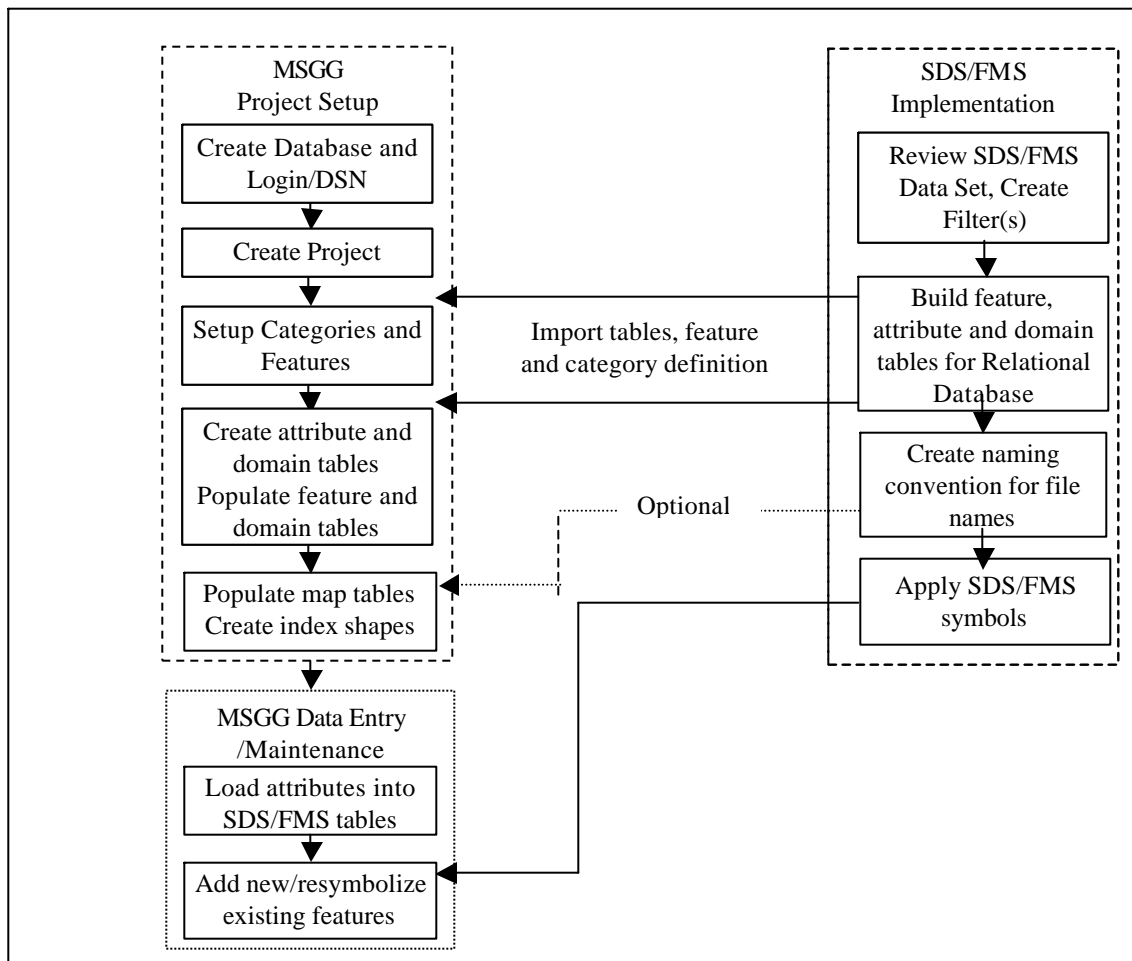 MSGG
Project Setup
Create Database and
Login/DSN
Create Project
Setup Categories and
Features
Create attribute and
domain tables
Populate feature and
domain tables
Populate map tables
Create index shapes
MSGG Data Entry
/Maintenance
Load attributes into
SDS/FMS tables
Add new/resymbolize
existing features
Import tables, feature
and category definition
Optional
SDS/FMS
Implementation
Review SDS/FMS
Data Set, Create
Filter(s)
Build feature,
attribute and domain
tables for Relational
Database
Create naming
convention for file
names
Apply SDS/FMS
symbols